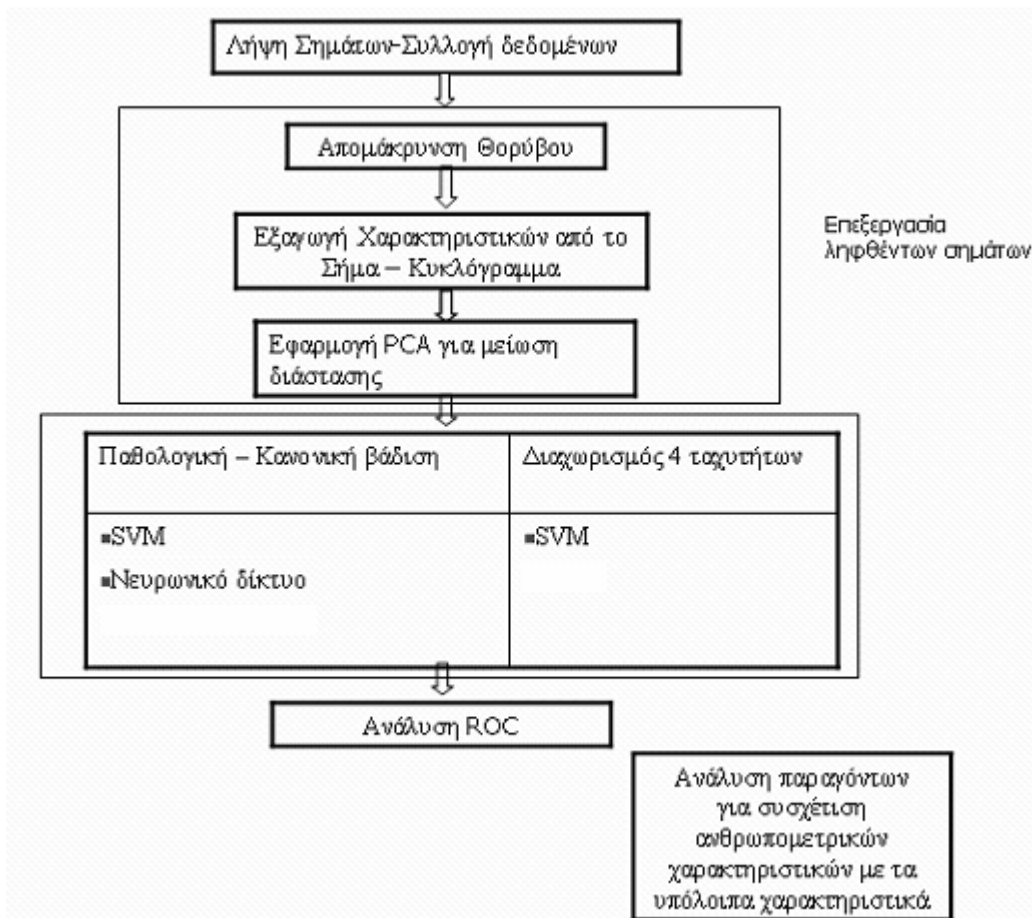 Λήψη Σημάτων-Συλλογή δεδομένων
Απομάκρυνση Θορύβου
Εξαγωγή Χαρακτηριστικών από το
Σήμα – Κυκλόγραμμα
Επεξεργασία
ληφθέντων σημάτων
Εφαρμογή PCA για μείωση
διάστασης
Παθολογική – Κανονική βάδιση
Διαχωρισμός 4 ταχυτήτων
▪SVM
▪Νευρωνικό δίκτυο
▪SVM
Ανάλυση ROC
Ανάλυση παραγόντων
για συσχέτιση
ανθρωπομετρικών
χαρακτηριστικών με τα
υπόλοιπα χαρακτηριστικά